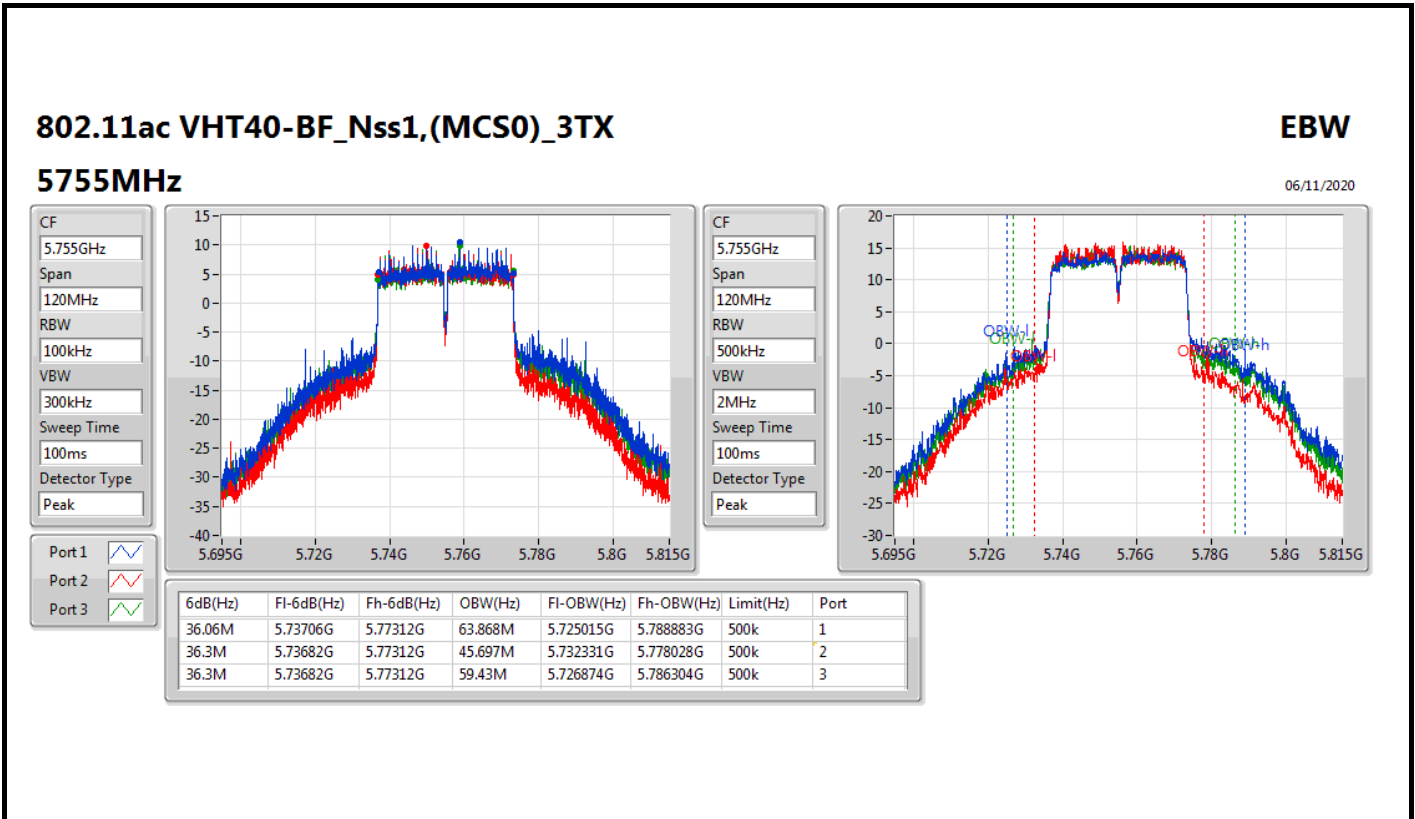 802.11ac VHT40-BF_Nss1,(MCS0)_3TX
EBW
5755MHz
06/11/2020
CF
5.755GHz
Span
120MHz
RBW
100kHz
VBW
300kHz
Sweep Time
100ms
Detector Type
Peak
Port 1
Port 2
Port 3
15
10
5
0
-5
-10
-15
-20
-25
-30
-35
-40
5.695G 5.72G 5.74G 5.76G 5.78G 5.8G 5.815G
CF
5.755GHz
Span
120MHz
RBW
500kHz
VBW
2MHz
Sweep Time
100ms
Detector Type
Peak
20
15
10
5
0
-5
-10
-15
-20
-25
-30
OBW-l
5.695G 5.72G 5.74G 5.76G 5.78G 5.8G 5.815G
6dB(Hz) Fl-6dB(Hz) Fh-6dB(Hz) OBW(Hz) Fl-OBW(Hz) Fh-OBW(Hz) Limit(Hz) Port
36.06M 5.73706G 5.77312G 63.868M 5.725015G 5.788883G 500k 1
36.3M 5.73682G 5.77312G 45.697M 5.732331G 5.778028G 500k 2
36.3M 5.73682G 5.77312G 59.43M 5.726874G 5.786304G 500k 3